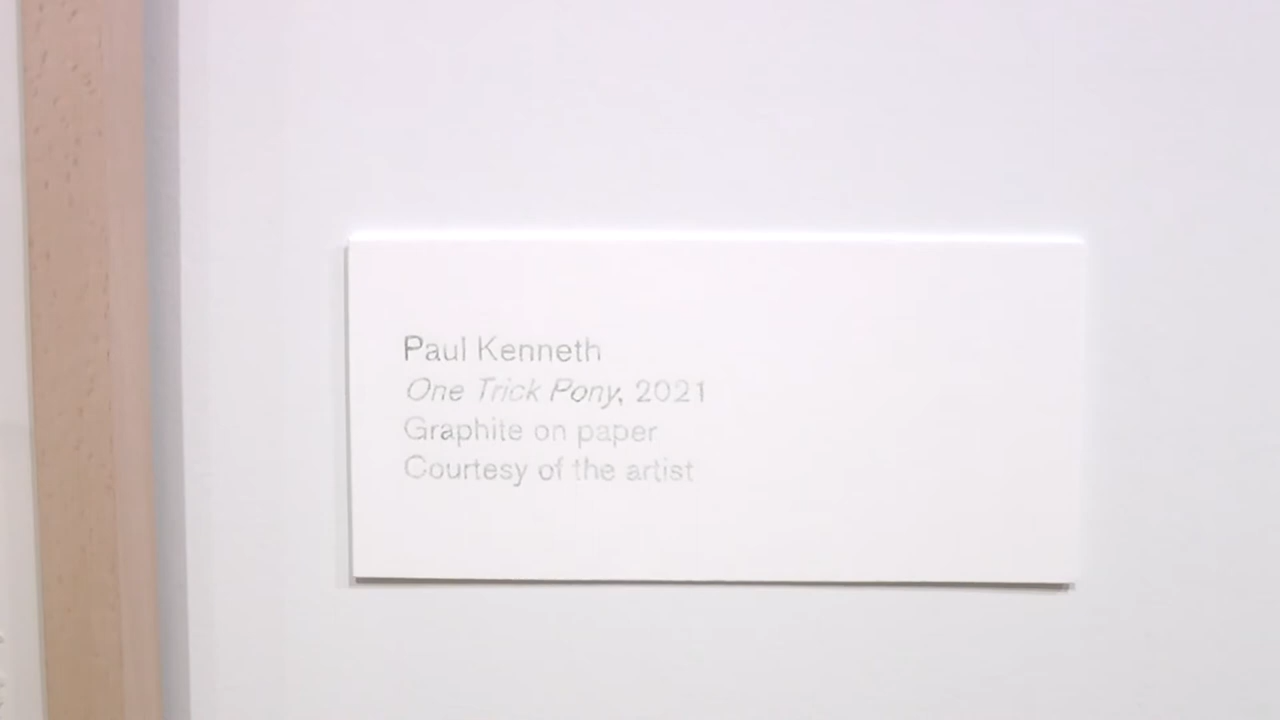 Paul Kenneth
One Trick Pony, 2021
Graphite on paper
Courtesy of the artist